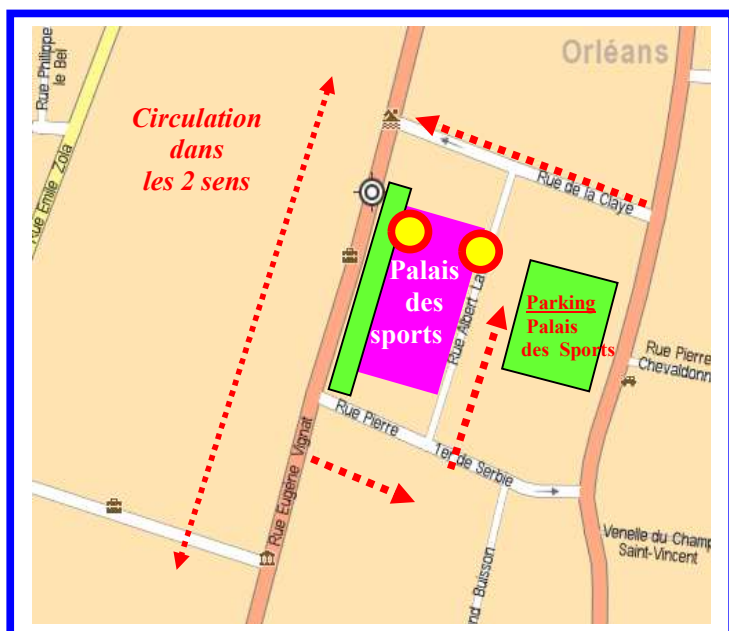 Orléans
Rue Philippe
le Bel
Circulation
dans
les 2 sens
Rue Emile Zola
Rue de la Claye
Palais
des
sports
Rue Albert La
Parking
Palais
des Sports
Rue Pierre
Chevaldonn
Rue Pierre 1er de Serbie
Rue Eugène Vignat
Venelle du Champ
Saint-Vincent
nd Buisson